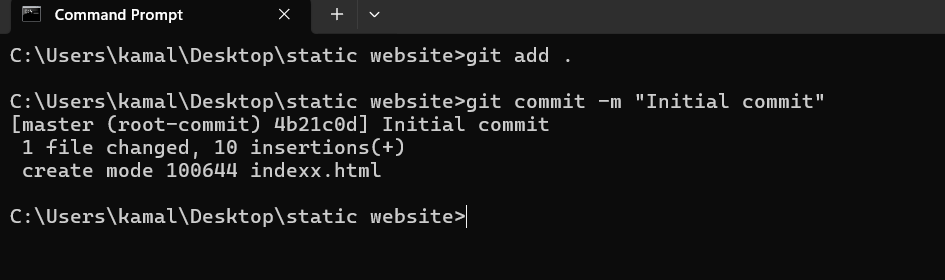 Command Prompt
C:\Users\kamal\Desktop\static website>git add .
C:\Users\kamal\Desktop\static website>git commit -m "Initial commit"
[master (root-commit) 4b21c0d] Initial commit
 1 file changed, 10 insertions(+)
 create mode 100644 indexx.html
C:\Users\kamal\Desktop\static website>